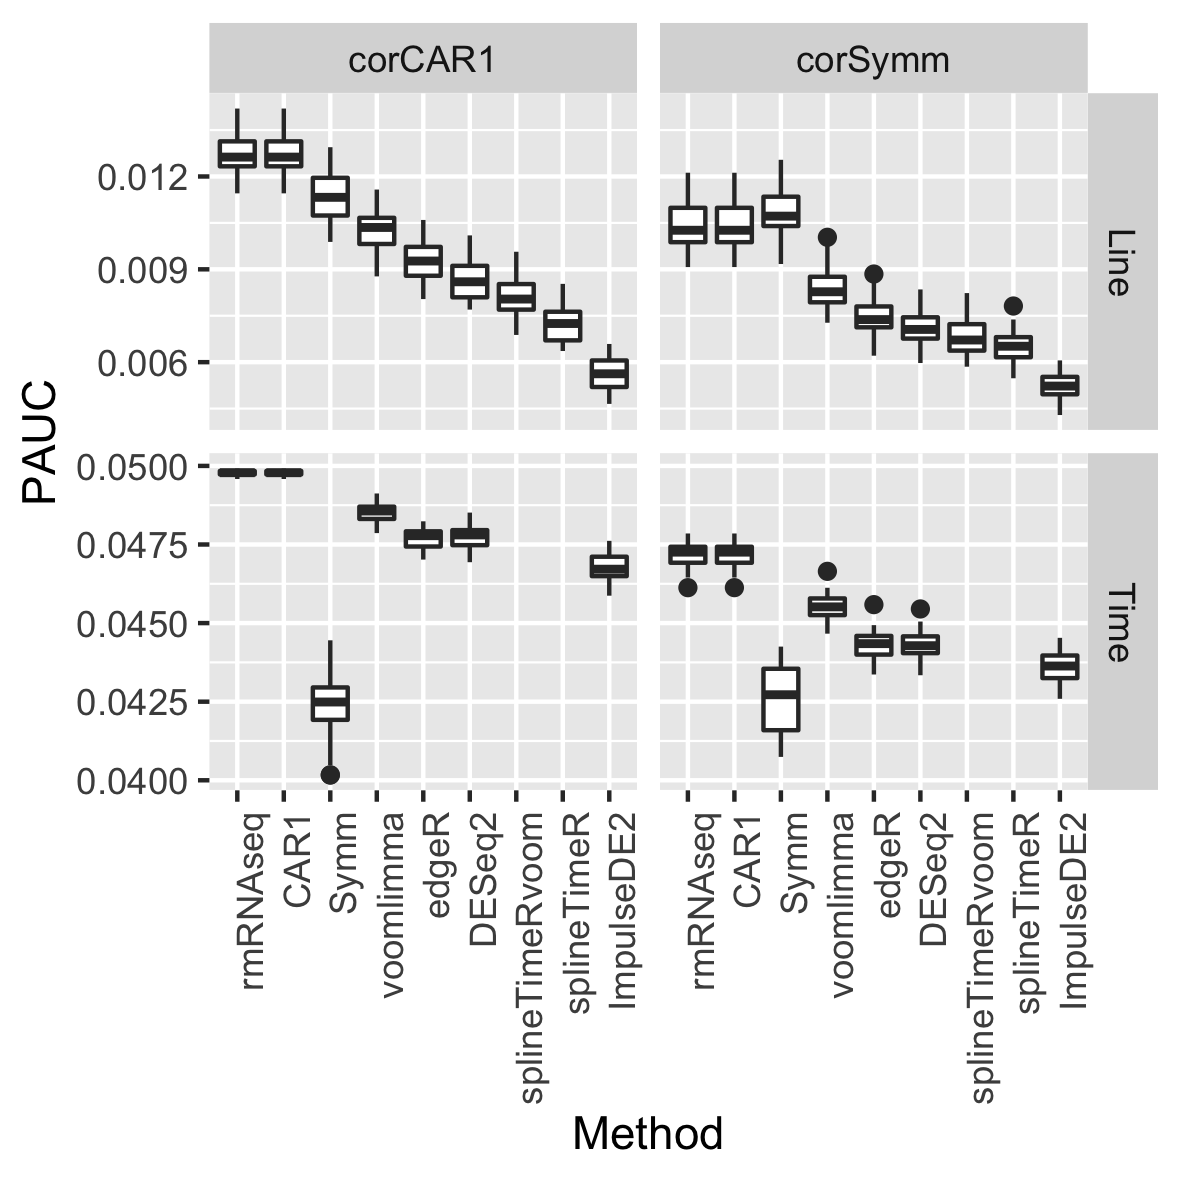 corCAR1 corSymm
PAUC
0.012
0.009
0.006
Line
0.0500
0.0475
0.0450
0.0425
0.0400
Time
rmRNAseq
CAR1
Symm
voomlimma
edgeR
DESeq2
splineTimeRvoom
splineTimeR
ImpulseDE2
rmRNAseq
CAR1
Symm
voomlimma
edgeR
DESeq2
splineTimeRvoom
splineTimeR
ImpulseDE2
Method